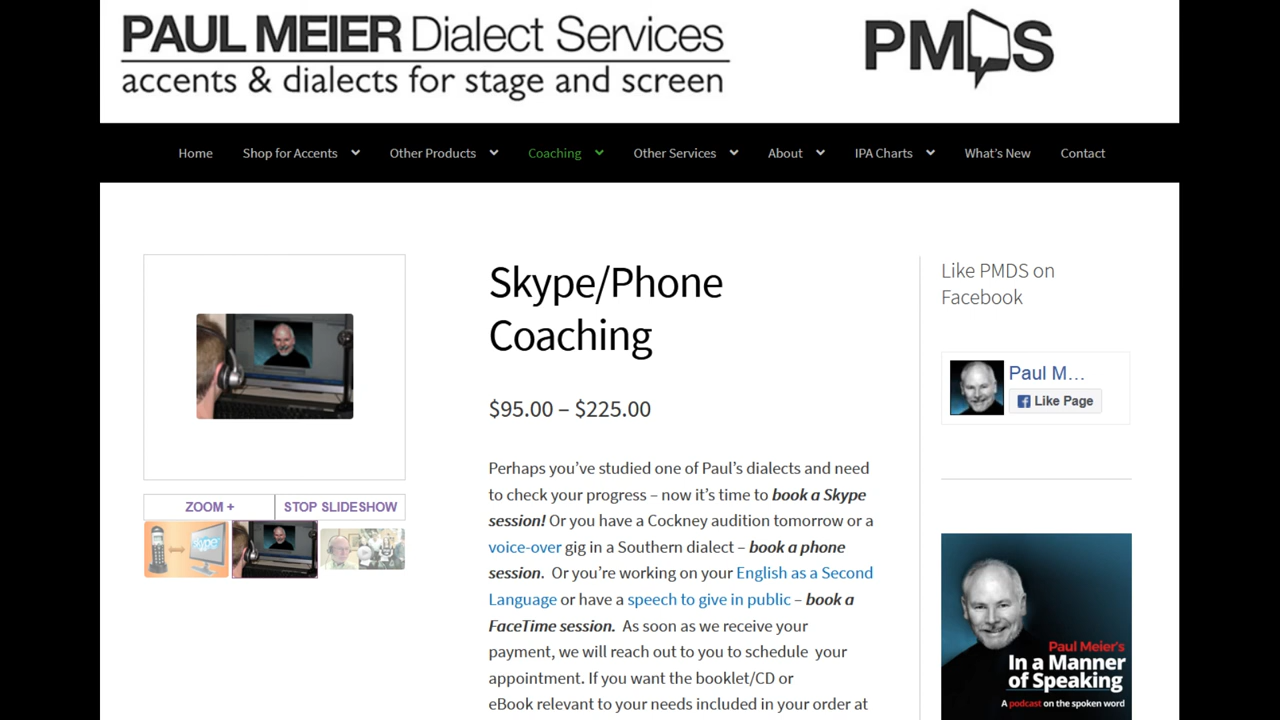 PAUL MEIER Dialect Services
accents & dialects for stage and screen
PMDS
Home
Shop for Accents
Other Products
Coaching
Other Services
About
IPA Charts
What's New
Contact
Skype/Phone
Coaching
$95.00 – $225.00
Perhaps you've studied one of Paul's dialects and need
to check your progress – now it's time to book a Skype
session! Or you have a Cockney audition tomorrow or a
voice-over gig in a Southern dialect – book a phone
session. Or you're working on your English as a Second
Language or have a speech to give in public – book a
FaceTime session. As soon as we receive your
payment, we will reach out to you to schedule your
appointment. If you want the booklet/CD or
eBook relevant to your needs included in your order at
ZOOM +
STOP SLIDESHOW
skype
Like PMDS on
Facebook
Paul M...
Like Page
Paul Meier's
In a Manner
of Speaking
A podcast on the spoken word